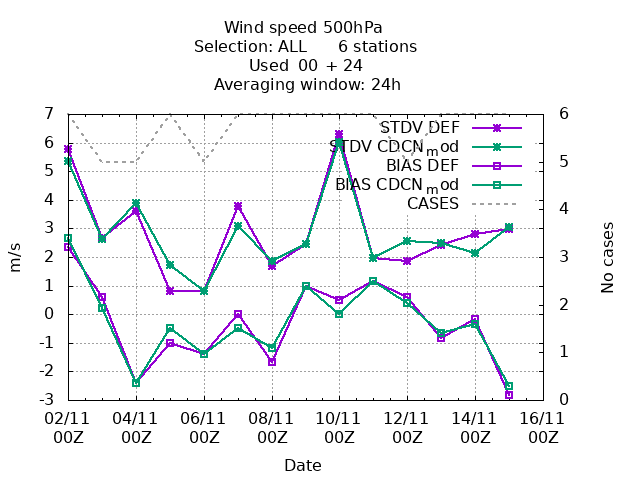 Wind speed 500hPa
Selection: ALL 6 stations
Used 00 + 24
Averaging window: 24h
STDV DEF
STDV CDCNmod
BIAS DEF
BIAS CDCNmod
CASES
7
6
5
4
3
2
1
0
-1
-2
-3
m/s
6
5
4
3
2
1
0
No cases
02/11 04/11 06/11 08/11 10/11 12/11 14/11 16/11
00Z 00Z 00Z 00Z 00Z 00Z 00Z 00Z
Date